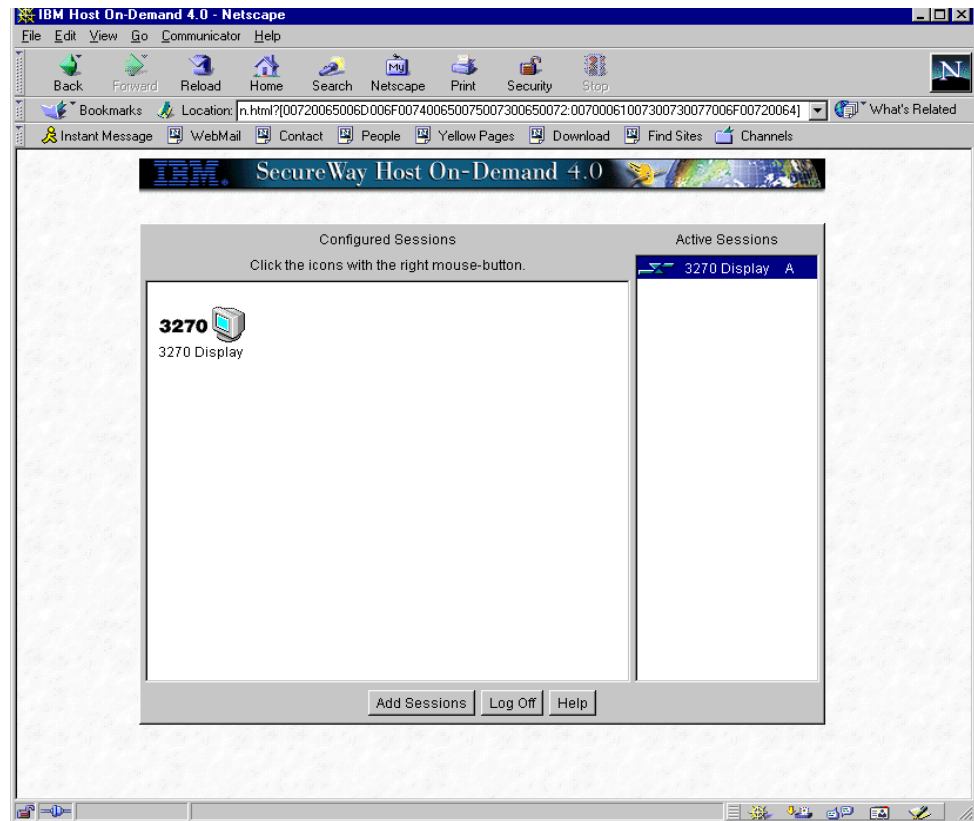 IBM Host On-Demand 4.0 - Netscape
File Edit View Go Communicator Help
My
Back Forward Reload Home Search Netscape Print Security Stop
N
Bookmarks Location: n.html?[00720065006D006F007400650075007300650072:00700061007300730077006F00720064] What's Related
Instant Message WebMail Contact People Yellow Pages Download Find Sites Channels
IBM. SecureWay Host On-Demand 4.0
Configured Sessions
Active Sessions
Click the icons with the right mouse-button.
3270 Display A
3270
3270 Display
Add Sessions Log Off Help